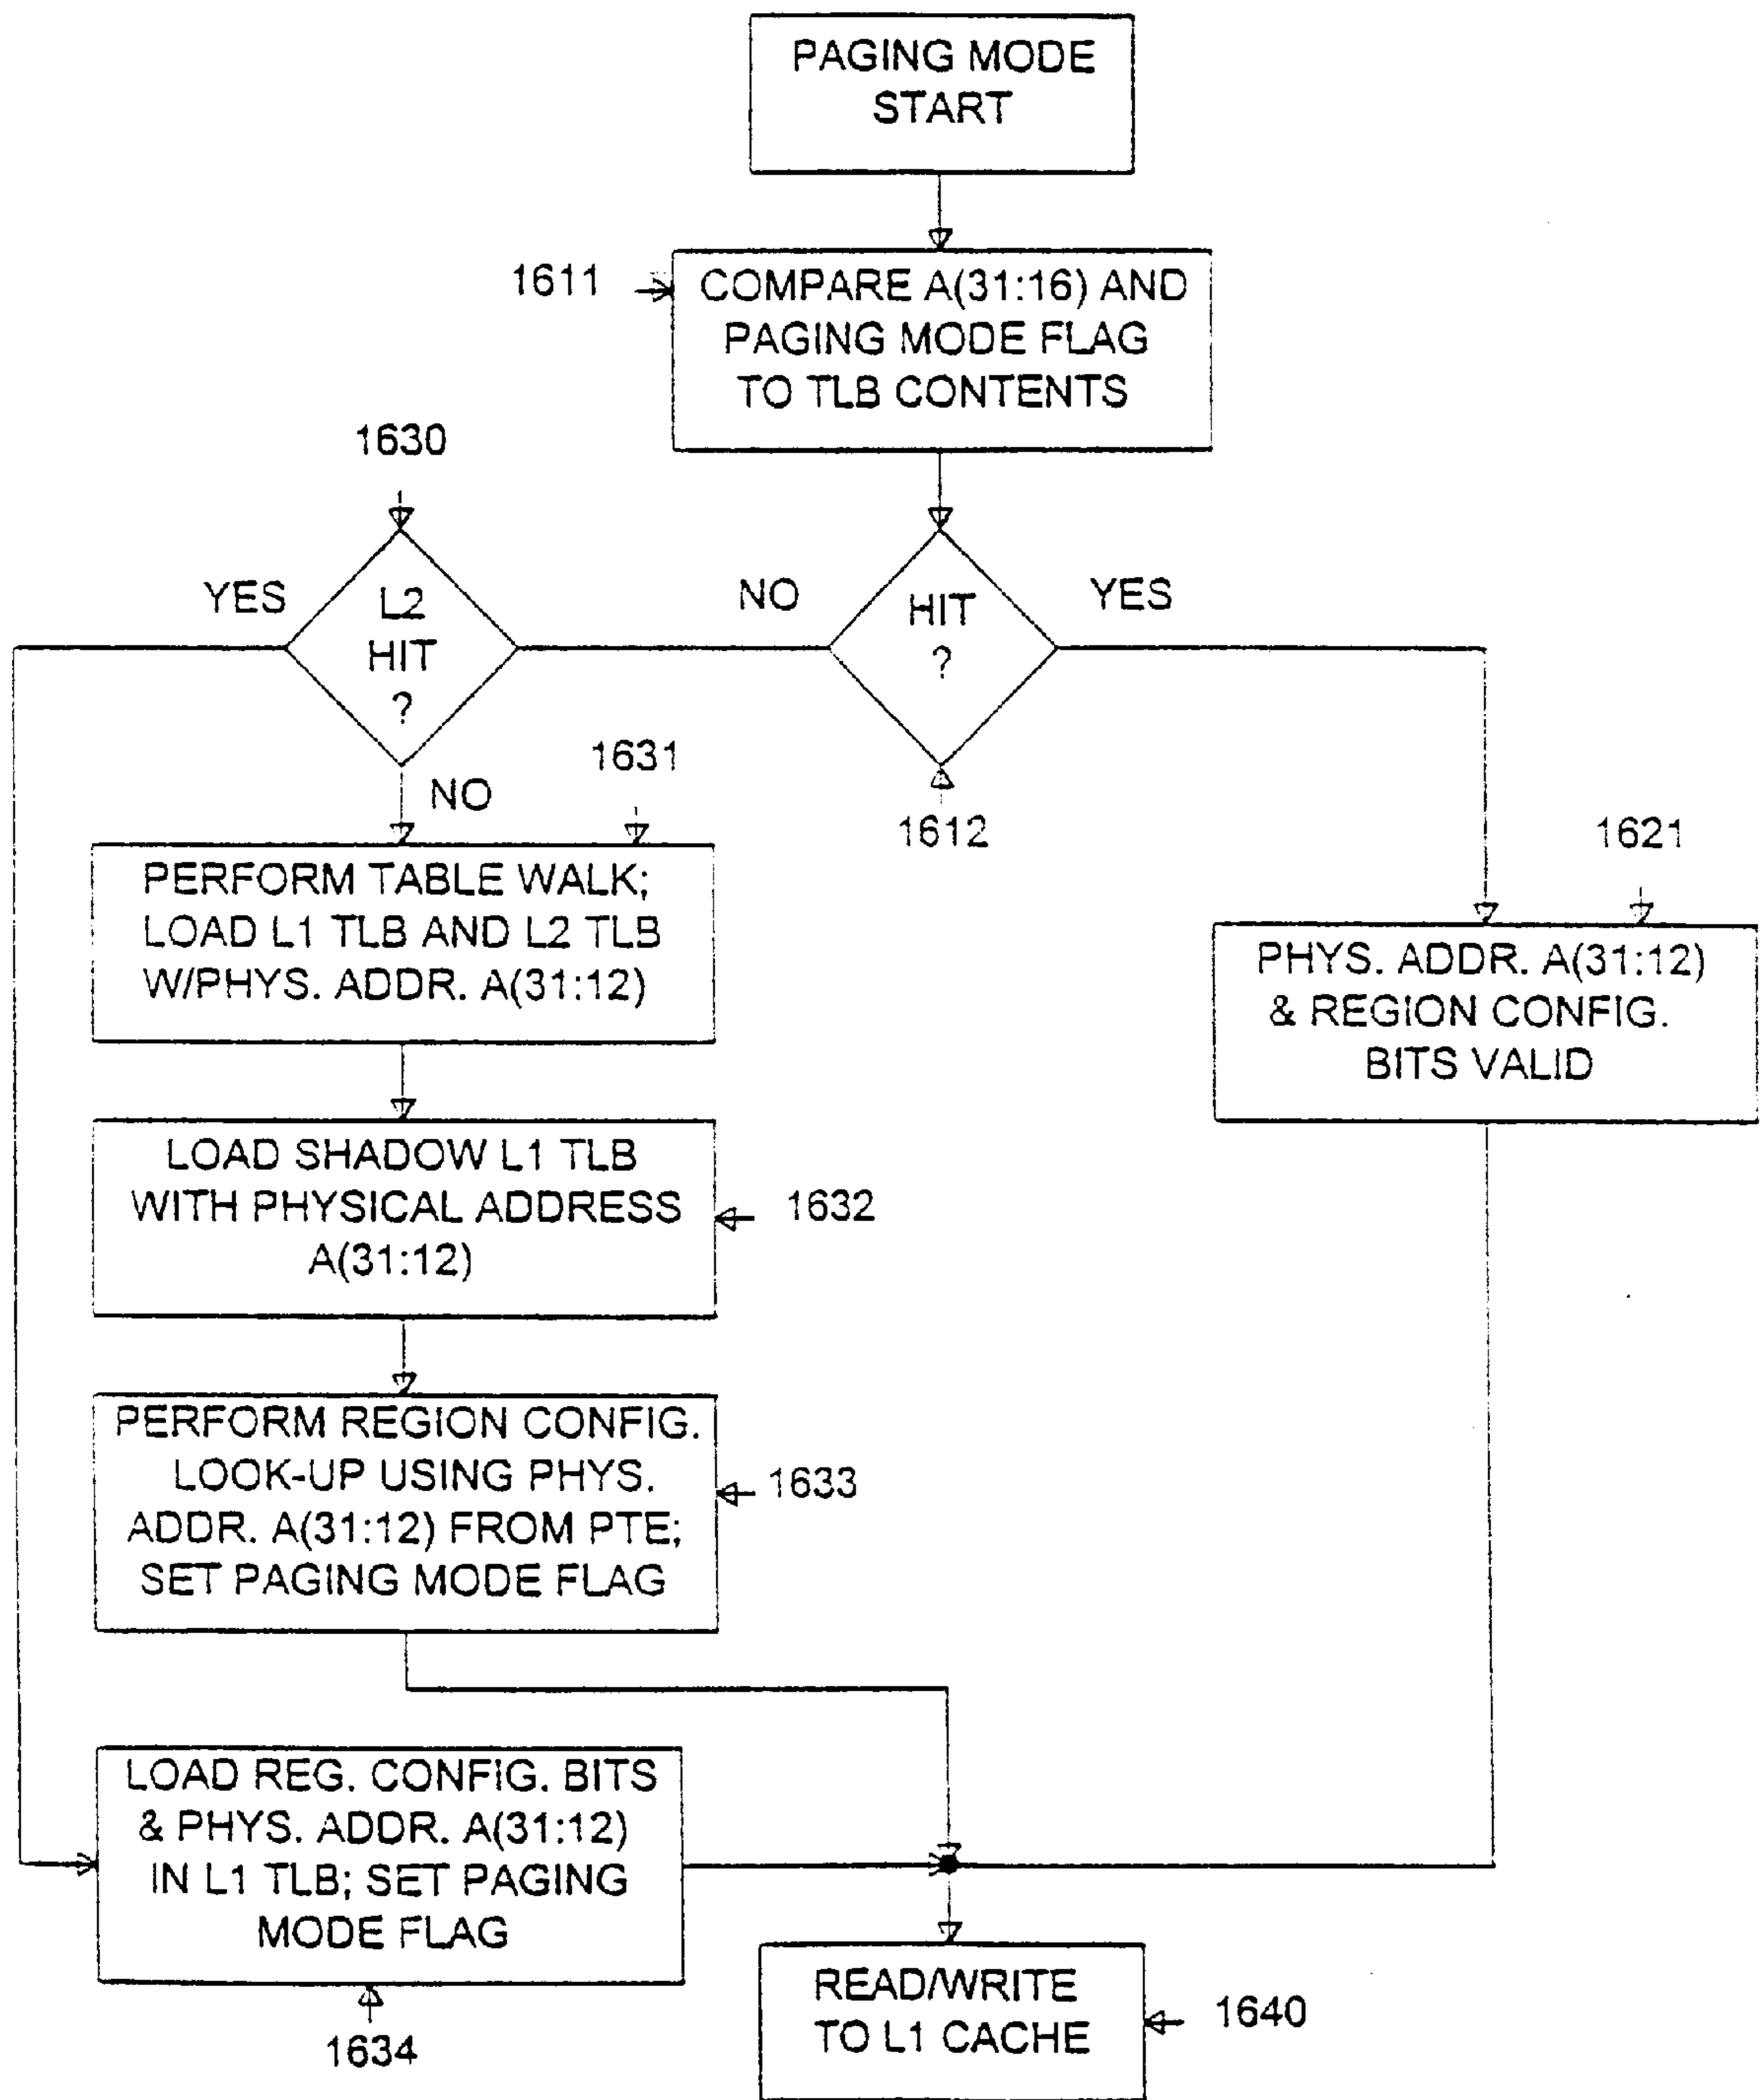 PAGING MODE
START
1611
COMPARE A(31:16) AND
PAGING MODE FLAG
TO TLB CONTENTS
1630
YES
L2
HIT
?
NO
HIT
?
YES
NO
1631
1612
1621
PERFORM TABLE WALK;
LOAD L1 TLB AND L2 TLB
W/PHYS. ADDR. A(31:12)
PHYS. ADDR. A(31:12)
& REGION CONFIG.
BITS VALID
LOAD SHADOW L1 TLB
WITH PHYSICAL ADDRESS
A(31:12)
1632
PERFORM REGION CONFIG.
LOOK-UP USING PHYS.
ADDR. A(31:12) FROM PTE;
SET PAGING MODE FLAG
1633
LOAD REG. CONFIG. BITS
& PHYS. ADDR. A(31:12)
IN L1 TLB; SET PAGING
MODE FLAG
1634
READ/WRITE
TO L1 CACHE
1640